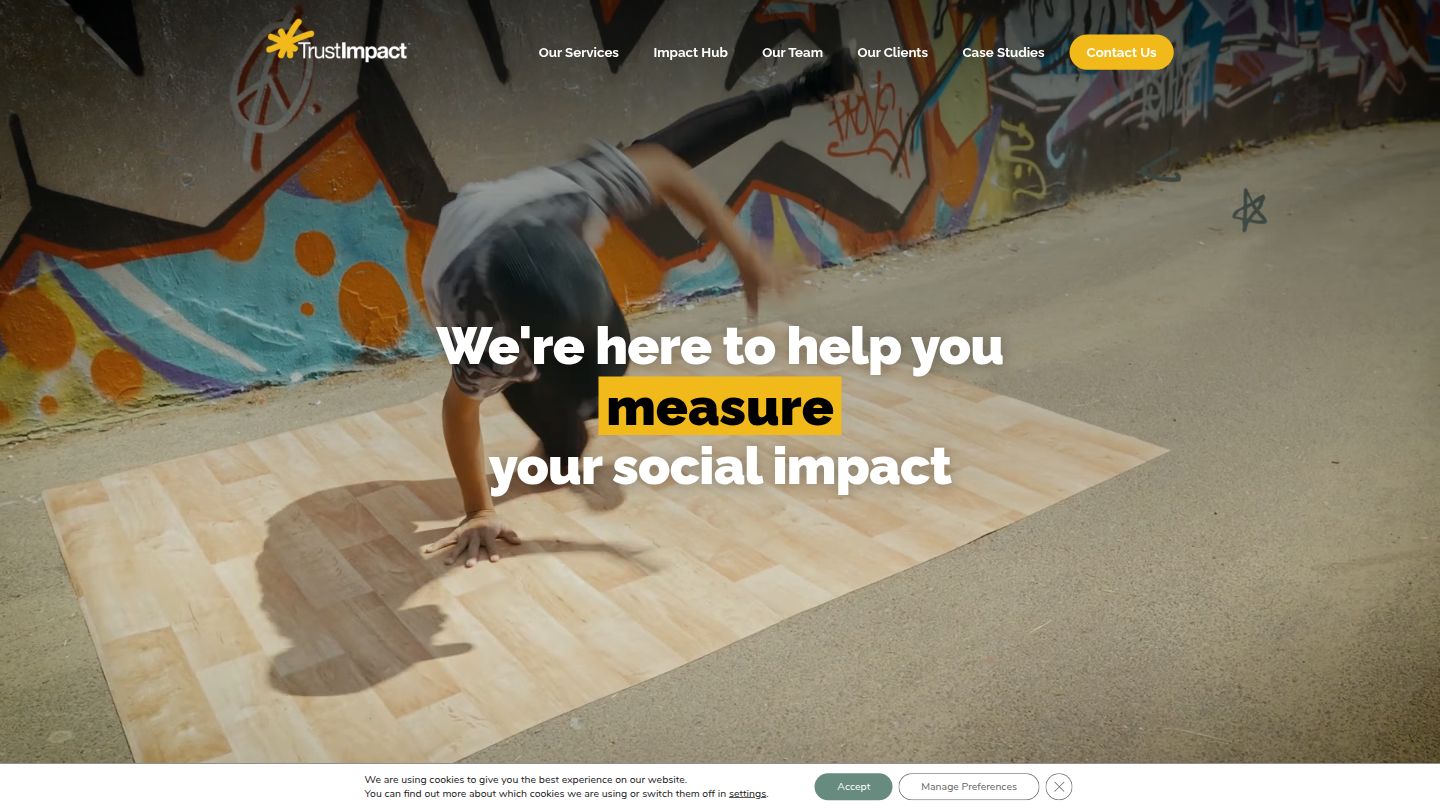 TrustImpact
Our Services
Impact Hub
Our Team
Our Clients
Case Studies
Contact Us
PROVE
We're here to help you
measure
your social impact
We are using cookies to give you the best experience on our website.
You can find out more about which cookies we are using or switch them off in settings.
Accept
Manage Preferences